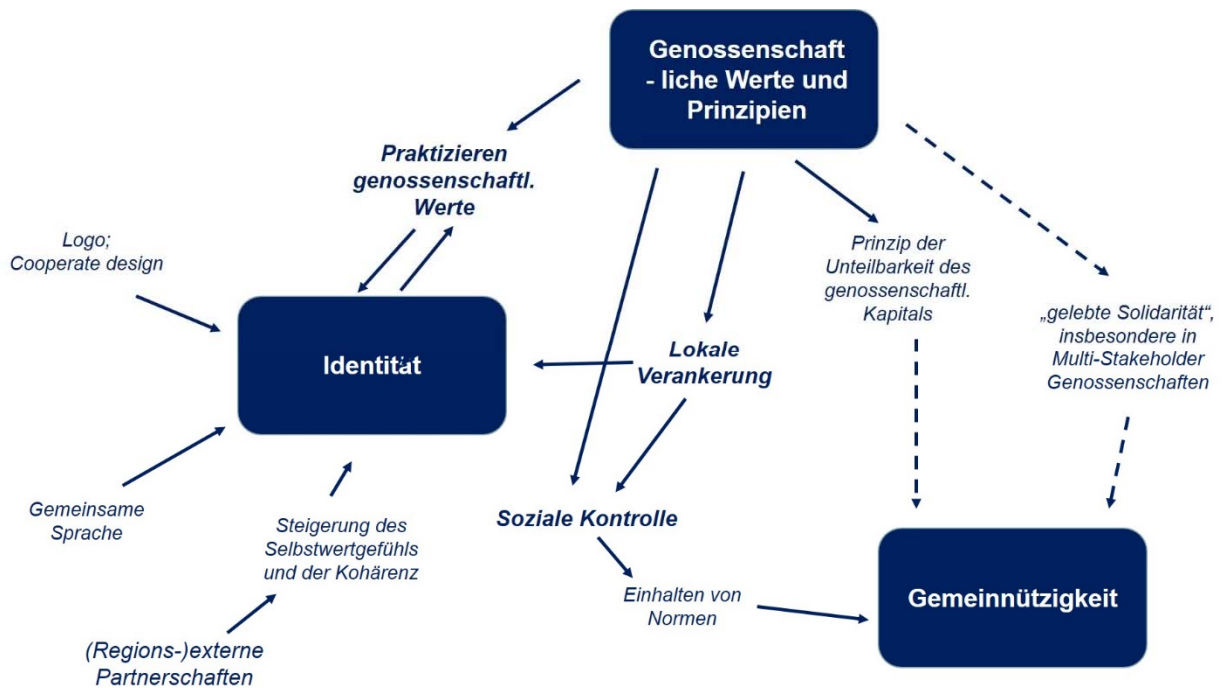 Genossenschaft
- liche Werte und
Prinzipien
Praktizieren
genossenschaftl.
Werte
Logo;
Cooperate design
Prinzip der
Unteilbarkeit des
genossenschaftl.
Kapitals
„gelebte Solidarität“,
insbesondere in
Multi-Stakeholder
Genossenschaften
Identität
Lokale
Verankerung
Gemeinsame
Sprache
Steigerung des
Selbstwertgefühls
und der Kohärenz
Soziale Kontrolle
Einhalten von
Normen
Gemeinnützigkeit
(Regions-)externe
Partnerschaften